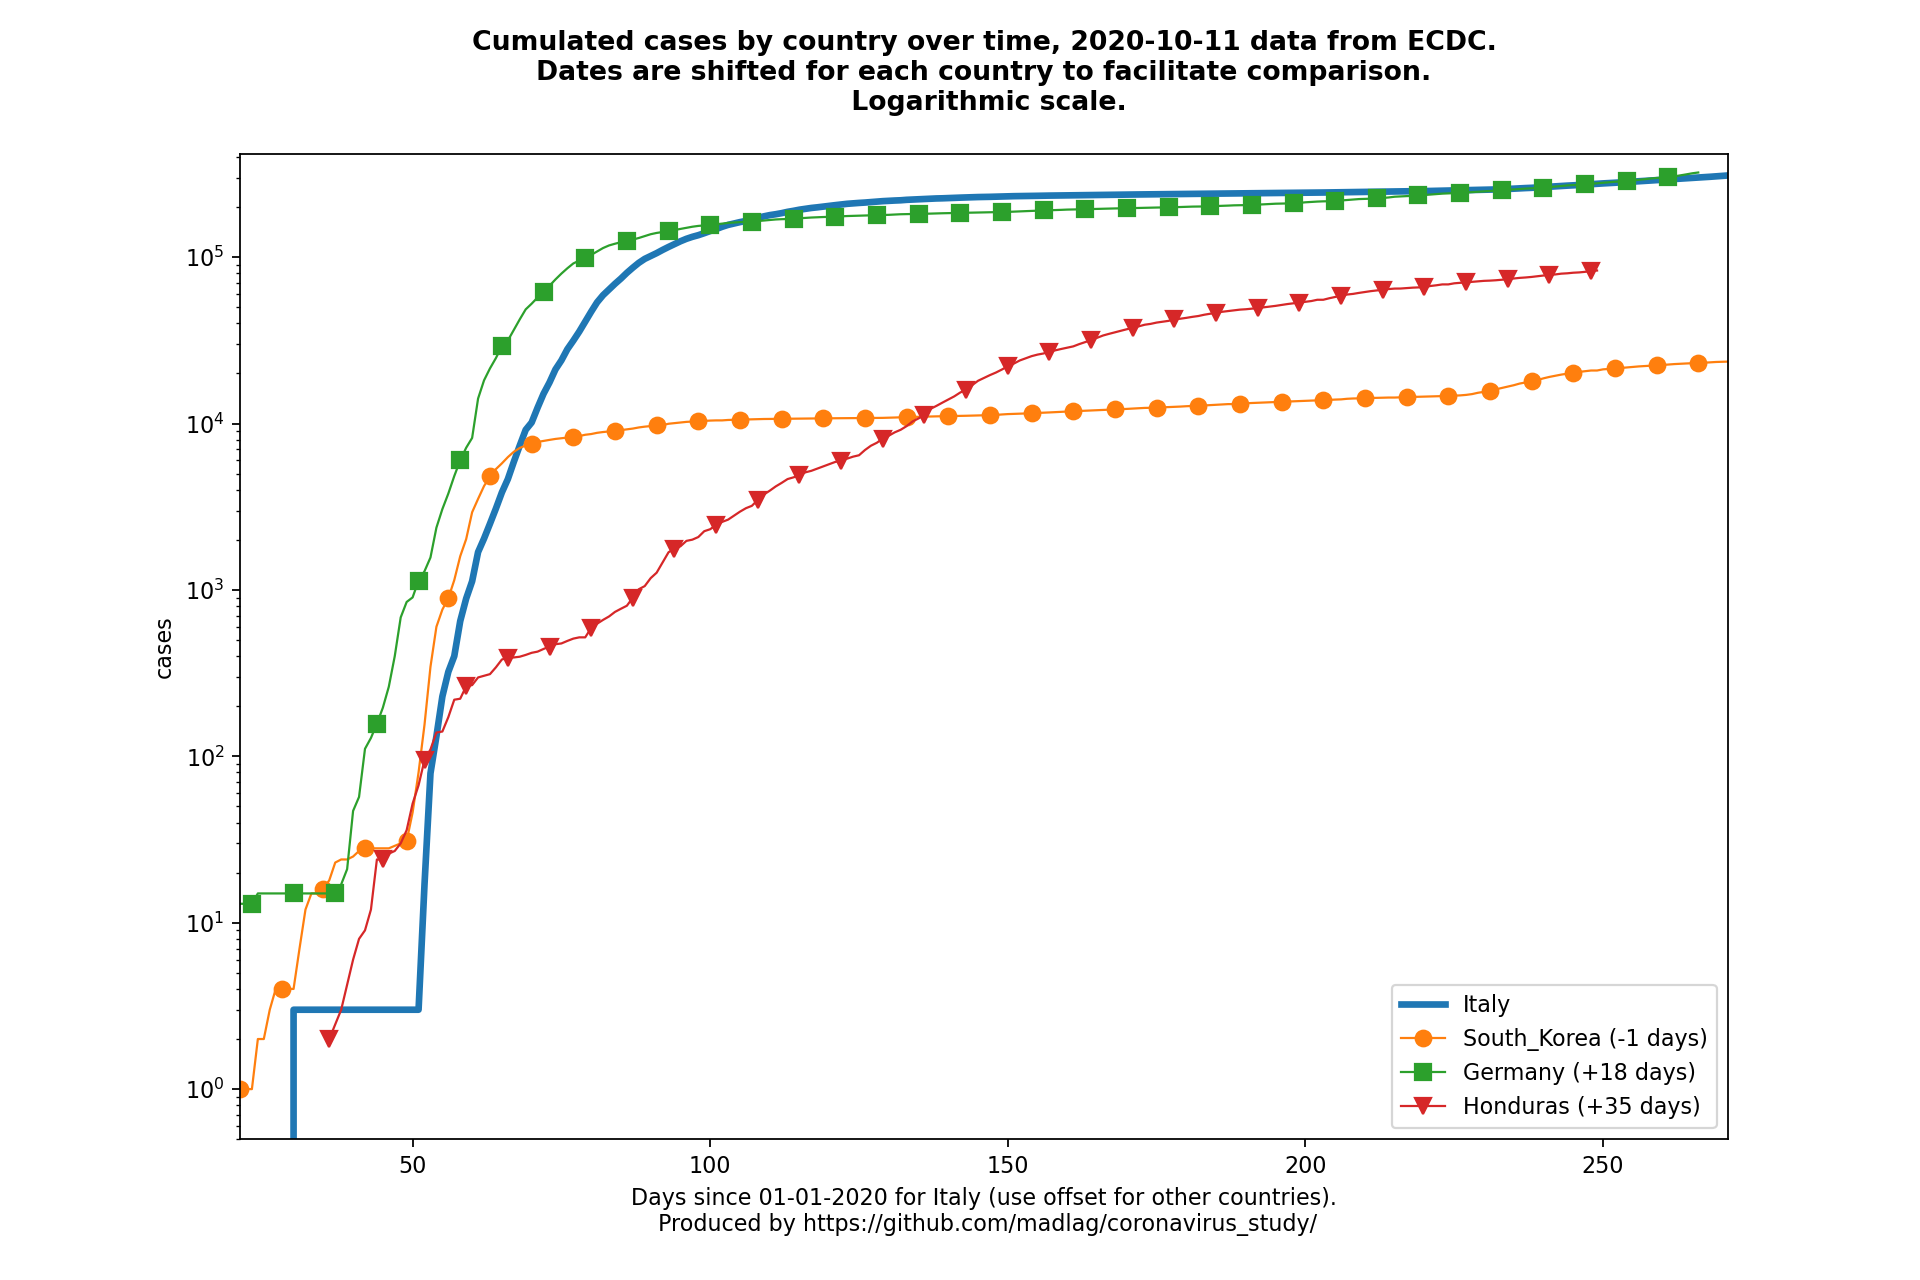 Cumulated cases by country over time, 2020-10-11 data from ECDC.
Dates are shifted for each country to facilitate comparison.
Logarithmic scale.
10^5
10^4
10^3
10^2
10^1
10^0
cases
50 100 150 200 250
Italy
South_Korea (-1 days)
Germany (+18 days)
Honduras (+35 days)
Days since 01-01-2020 for Italy (use offset for other countries).
Produced by https://github.com/madlag/coronavirus_study/